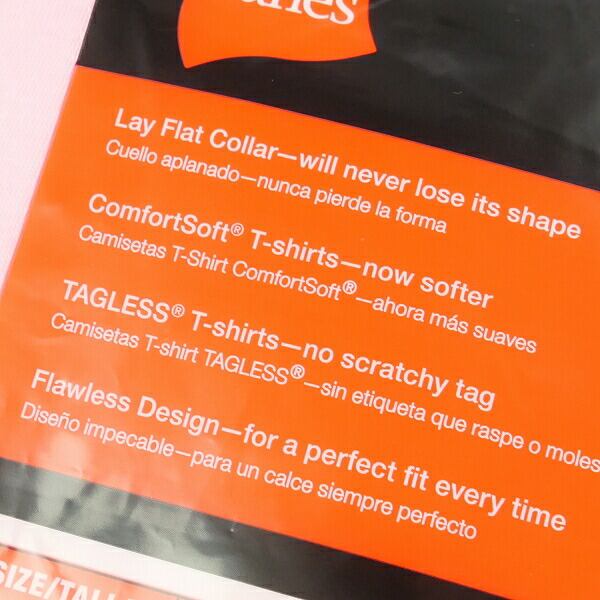 Lay Flat Collar—will never lose its shape
Cuello aplanado—nunca pierde la forma
ComfortSoft® T-shirts—now softer
Camisetas T-Shirt ComfortSoft®—ahora más suaves
TAGLESS® T-shirts—no scratchy tag
Camisetas T-shirt TAGLESS®—sin etiqueta que raspe o moles
Flawless Design—for a perfect fit every time
Diseño impecable—para un calce siempre perfecto
SIZE/TALL